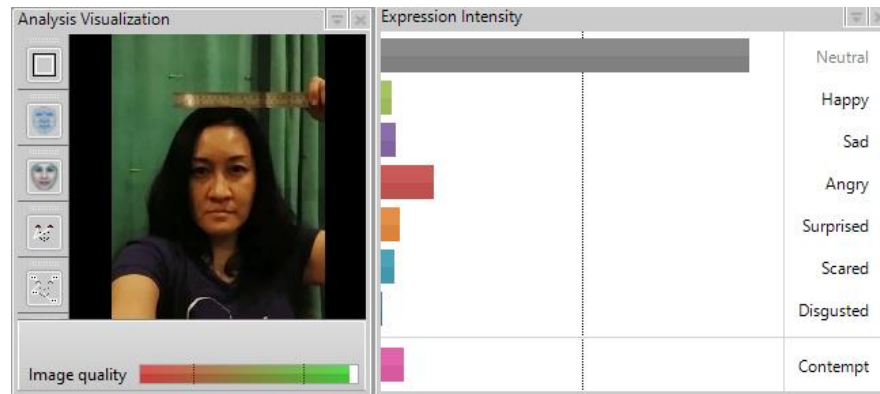 Analysis Visualization
Expression Intensity
Neutral
Happy
Sad
Angry
Surprised
Scared
Disgusted
Contempt
Image quality